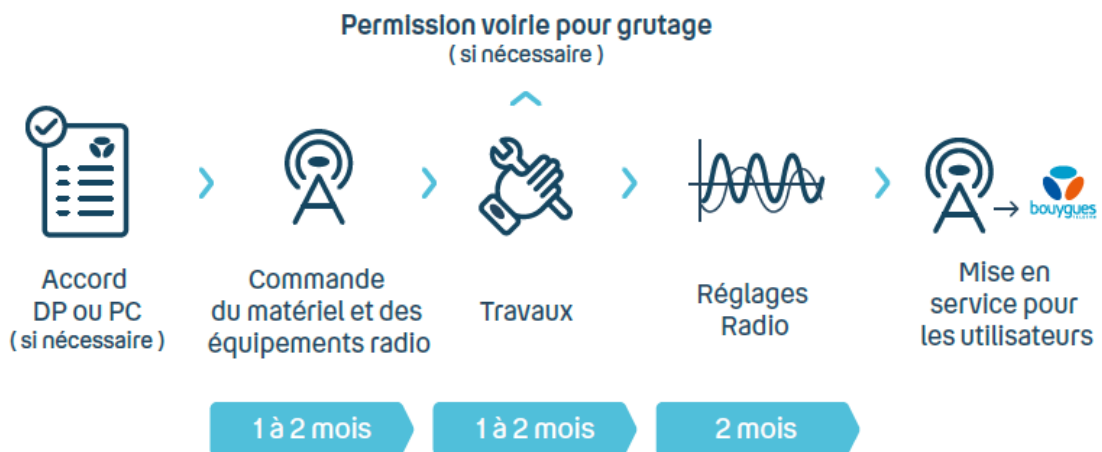 Permission voirie pour grutage
( si nécessaire )
Accord
DP ou PC
( si nécessaire )
Commande
du matériel et des
équipements radio
Travaux
Réglages
Radio
bouygues
TELECOM
Mise en
service pour
les utilisateurs
1 à 2 mois
1 à 2 mois
2 mois